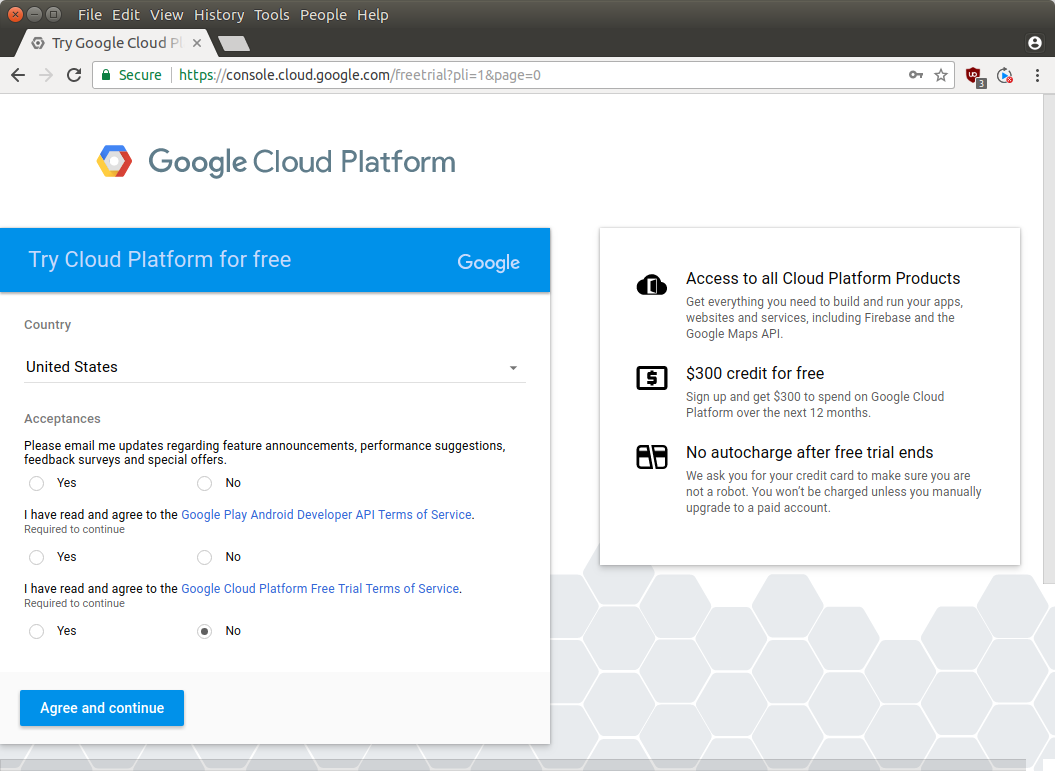 File Edit View History Tools People Help
Try Google Cloud Pl
Secure https://console.cloud.google.com/freetrial?pli=1&page=0
3
Google Cloud Platform
Try Cloud Platform for free
Google
Country
United States
Acceptances
Please email me updates regarding feature announcements, performance suggestions,
feedback surveys and special offers.
Yes No
I have read and agree to the Google Play Android Developer API Terms of Service.
Required to continue
Yes No
I have read and agree to the Google Cloud Platform Free Trial Terms of Service.
Required to continue
Yes No
Agree and continue
Access to all Cloud Platform Products
Get everything you need to build and run your apps,
websites and services, including Firebase and the
Google Maps API.
$300 credit for free
Sign up and get $300 to spend on Google Cloud
Platform over the next 12 months.
No autocharge after free trial ends
We ask you for your credit card to make sure you are
not a robot. You won't be charged unless you manually
upgrade to a paid account.